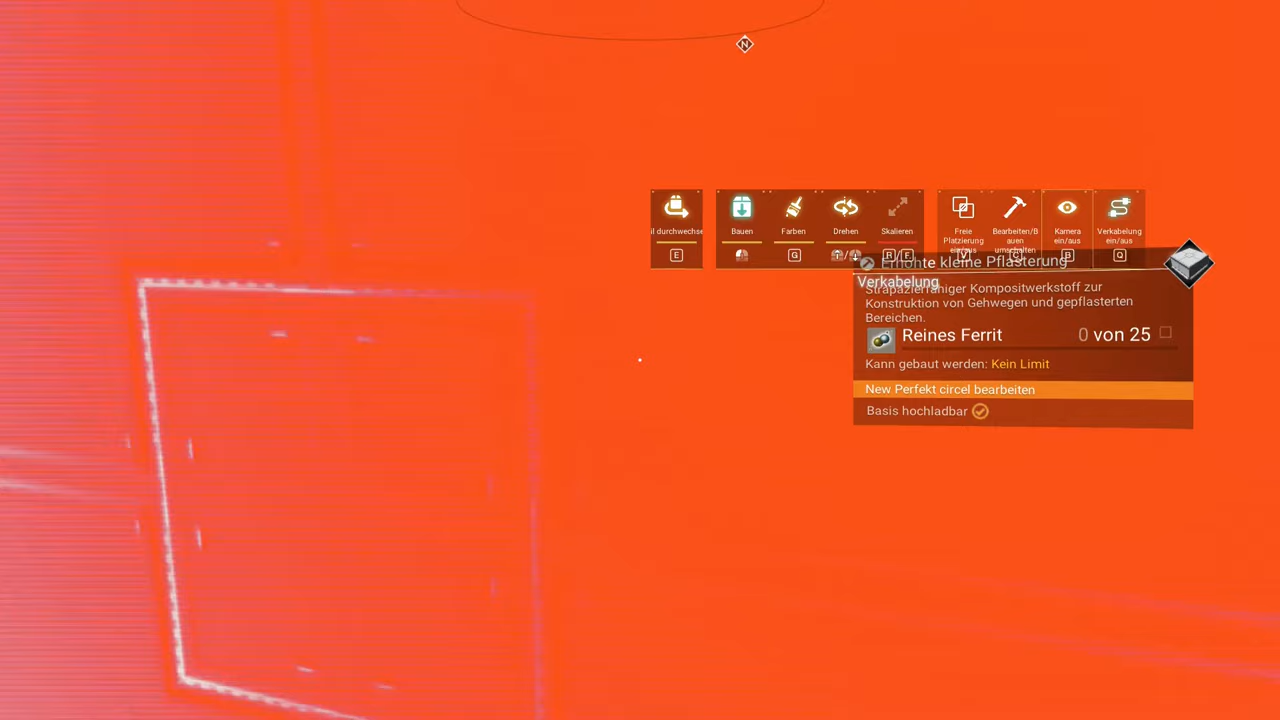 N
il durchwechse
E
Bauen
Farben
G
Drehen
/
Skalieren
R/F
Freie
Platzierung
ein/aus
V
Bearbeiten/B
auen
umschalten
C
Kamera
ein/aus
B
Verkabelung
ein/aus
Q
Erhöhte kleine Pflasterung
Verkabelung
Strapazierfähiger Kompositwerkstoff zur
Konstruktion von Gehwegen und gepflasterten
Bereichen.
Reines Ferrit 0 von 25
Kann gebaut werden: Kein Limit
New Perfekt circel bearbeiten
Basis hochladbar